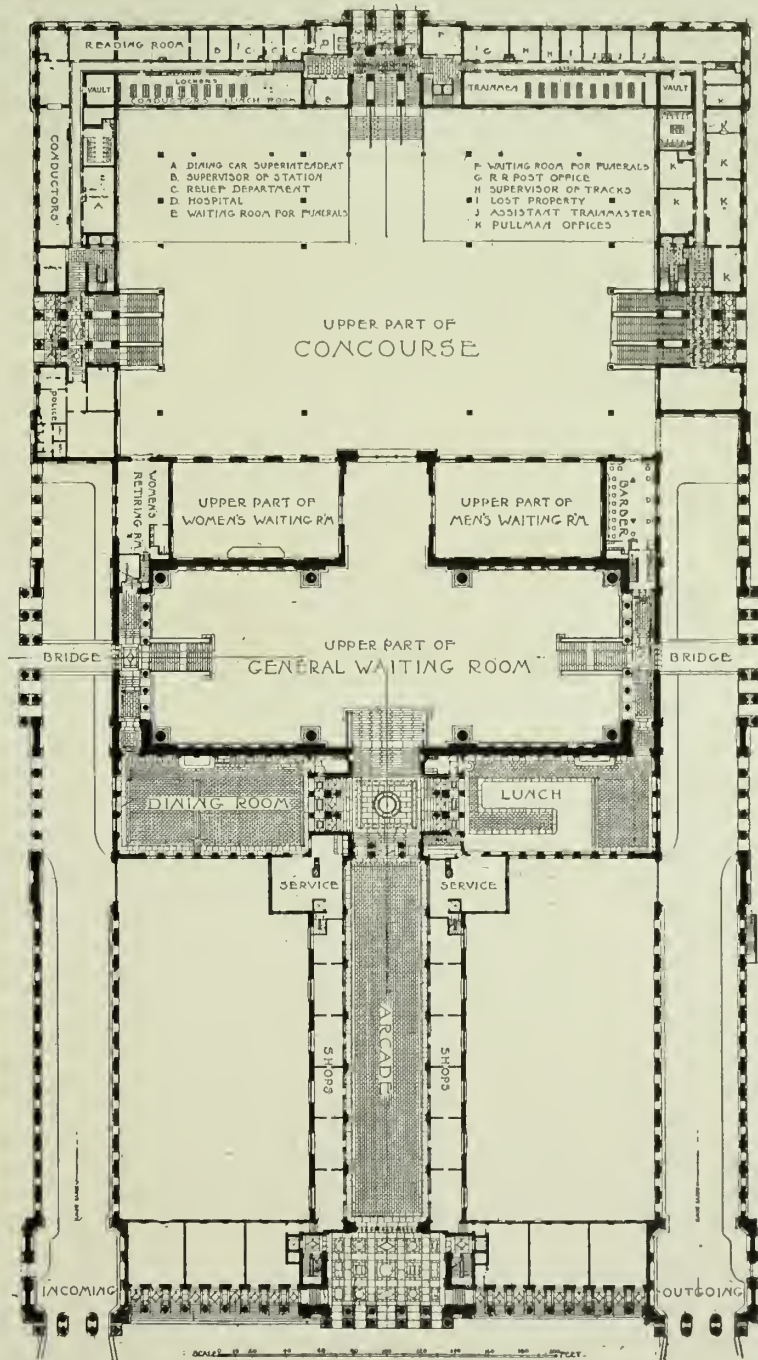 READING ROOM
B
C
C
C
D
F
G
H
H
I
J
J
J
VAULT
LOCKERS
CONDUCTORS LUNCH ROOM
TRAINMEN
VAULT
K
K
K
K
K
K
K
CONDUCTORS'
A
A DINING CAR SUPERINTENDENT
B. SUPERVISOR OF STATION
C. RELIEF DEPARTMENT
D. HOSPITAL
E WAITING ROOM FOR FUNERALS
F WAITING ROOM FOR FUNERALS
G R R POST OFFICE
H SUPERVISOR OF TRACKS
I LOST PROPERTY
J ASSISTANT TRAINMASTER
K PULLMAN OFFICES
UPPER PART OF
CONCOURSE
POLICE
WOMEN'S
RETIRING RM.
UPPER PART OF
WOMEN'S WAITING RM
UPPER PART OF
MEN'S WAITING RM.
BARBER
BRIDGE
UPPER PART OF
GENERAL WAITING ROOM
BRIDGE
DINING ROOM
LUNCH
SERVICE
SERVICE
SHOPS
ARCADE
SHOPS
INCOMING
OUTGOING
SCALE
FEET.